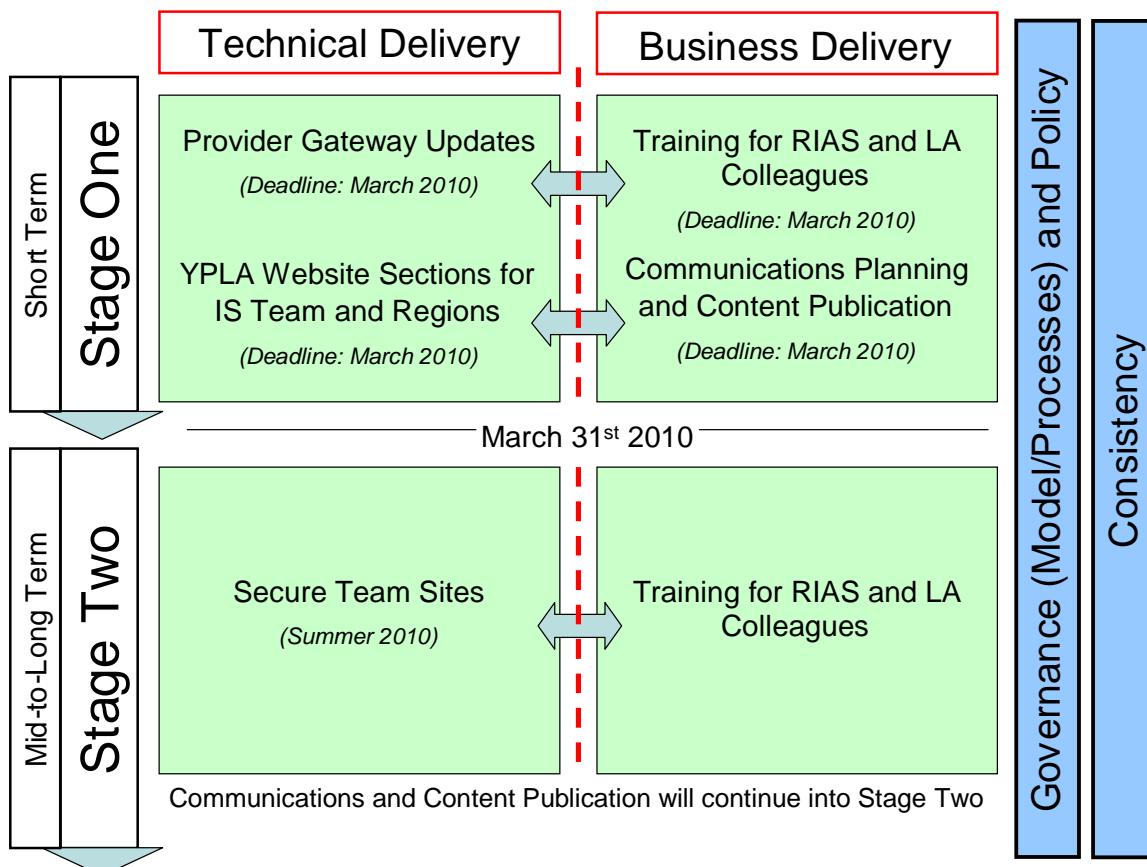 Technical Delivery
Business Delivery
Short Term
Stage One
Provider Gateway Updates
(Deadline: March 2010)
Training for RIAS and LA
Colleagues
(Deadline: March 2010)
YPLA Website Sections for
IS Team and Regions
(Deadline: March 2010)
Communications Planning
and Content Publication
(Deadline: March 2010)
March 31st 2010
Mid-to-Long Term
Stage Two
Secure Team Sites
(Summer 2010)
Training for RIAS and LA
Colleagues
Communications and Content Publication will continue into Stage Two
Governance (Model/Processes) and Policy
Consistency